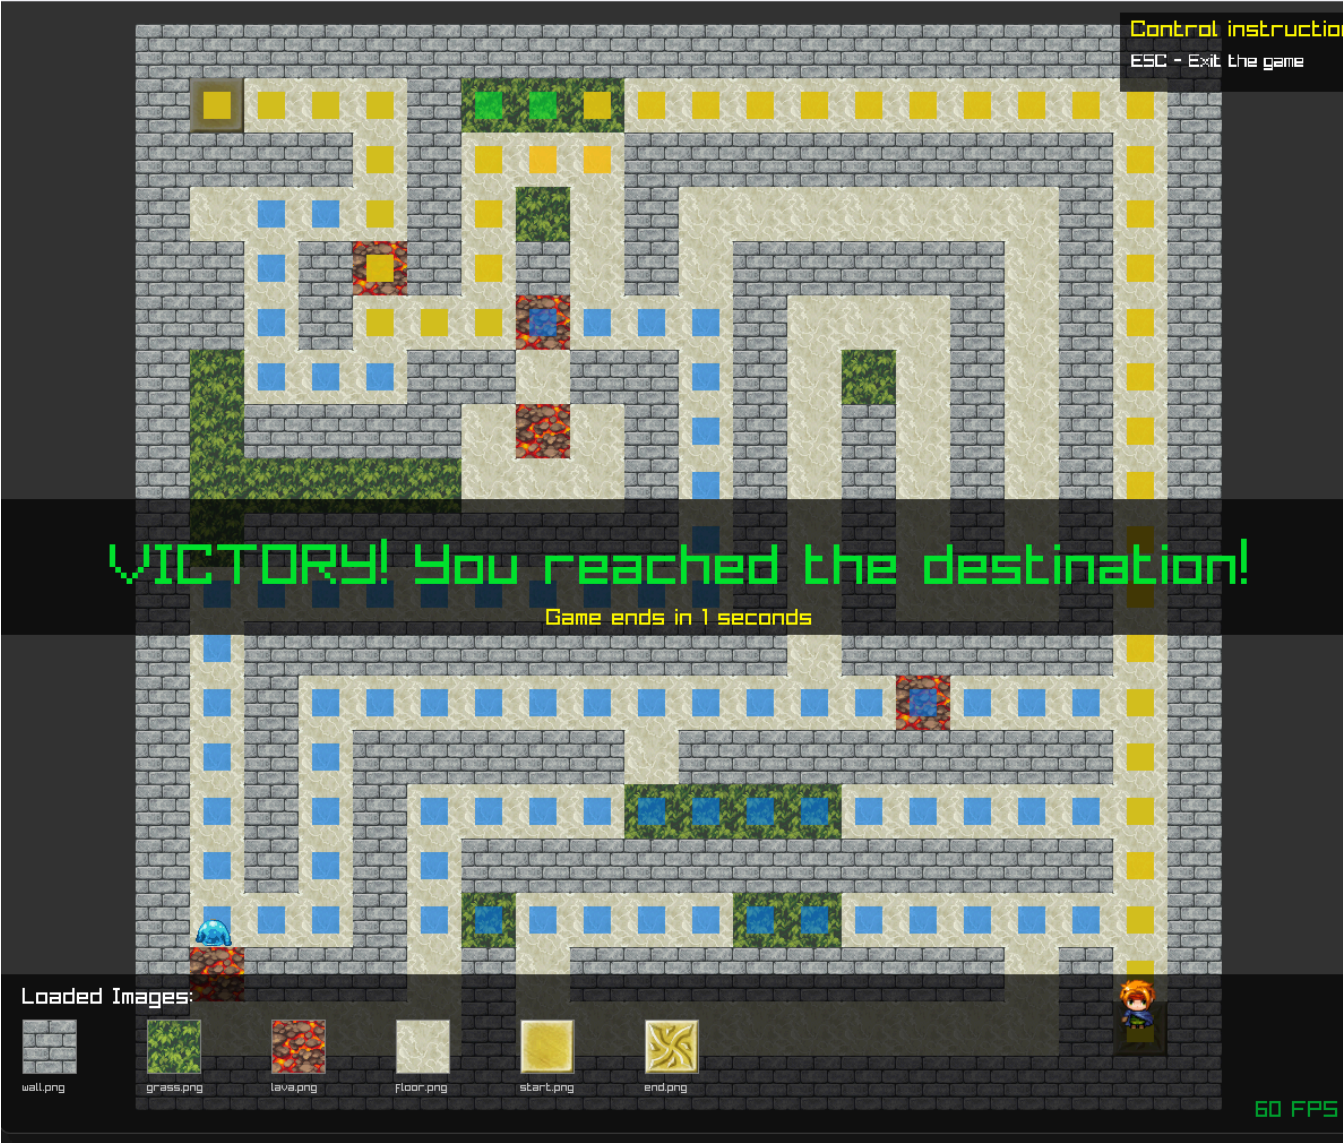 Control instructio
ESC - Exit the game
VICTORY! You reached the destination!
Game ends in 1 seconds
Loaded Images:
wall.png
grass.png
lava.png
floor.png
start.png
end.png
60 FPS